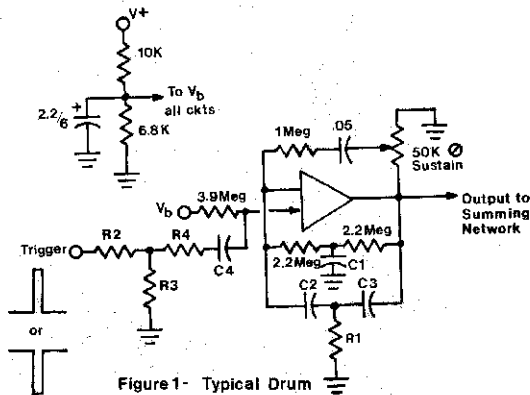 V+
10K
To Vb
all ckts
2.2/6
+
6.8K
1Meg
.05
50K
Sustain
3.9Meg
Vb
Output to
Summing
Network
Trigger
R2
R4
C4
2.2Meg
2.2Meg
C1
R3
C2
C3
R1
or
Figure 1- Typical Drum